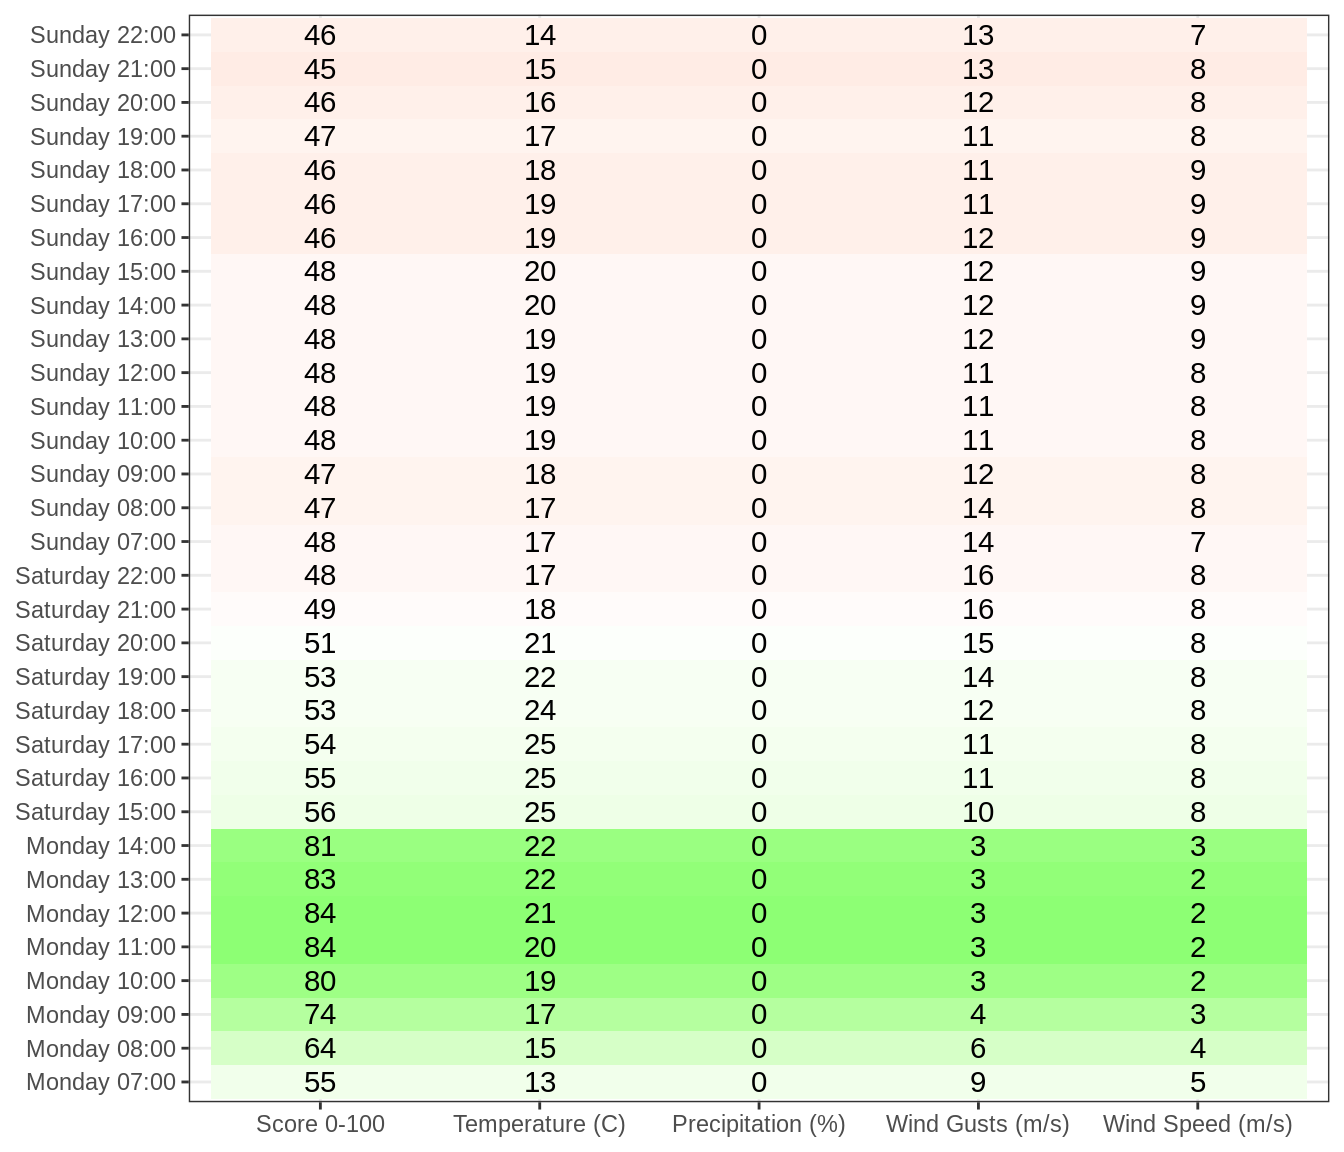 Sunday 22:00 46 14 0 13 7
Sunday 21:00 45 15 0 13 8
Sunday 20:00 46 16 0 12 8
Sunday 19:00 47 17 0 11 8
Sunday 18:00 46 18 0 11 9
Sunday 17:00 46 19 0 11 9
Sunday 16:00 46 19 0 12 9
Sunday 15:00 48 20 0 12 9
Sunday 14:00 48 20 0 12 9
Sunday 13:00 48 19 0 12 9
Sunday 12:00 48 19 0 11 8
Sunday 11:00 48 19 0 11 8
Sunday 10:00 48 19 0 11 8
Sunday 09:00 47 18 0 12 8
Sunday 08:00 47 17 0 14 8
Sunday 07:00 48 17 0 14 7
Saturday 22:00 48 17 0 16 8
Saturday 21:00 49 18 0 16 8
Saturday 20:00 51 21 0 15 8
Saturday 19:00 53 22 0 14 8
Saturday 18:00 53 24 0 12 8
Saturday 17:00 54 25 0 11 8
Saturday 16:00 55 25 0 11 8
Saturday 15:00 56 25 0 10 8
Monday 14:00 81 22 0 3 3
Monday 13:00 83 22 0 3 2
Monday 12:00 84 21 0 3 2
Monday 11:00 84 20 0 3 2
Monday 10:00 80 19 0 3 2
Monday 09:00 74 17 0 4 3
Monday 08:00 64 15 0 6 4
Monday 07:00 55 13 0 9 5
Score 0-100 Temperature (C) Precipitation (%) Wind Gusts (m/s) Wind Speed (m/s)